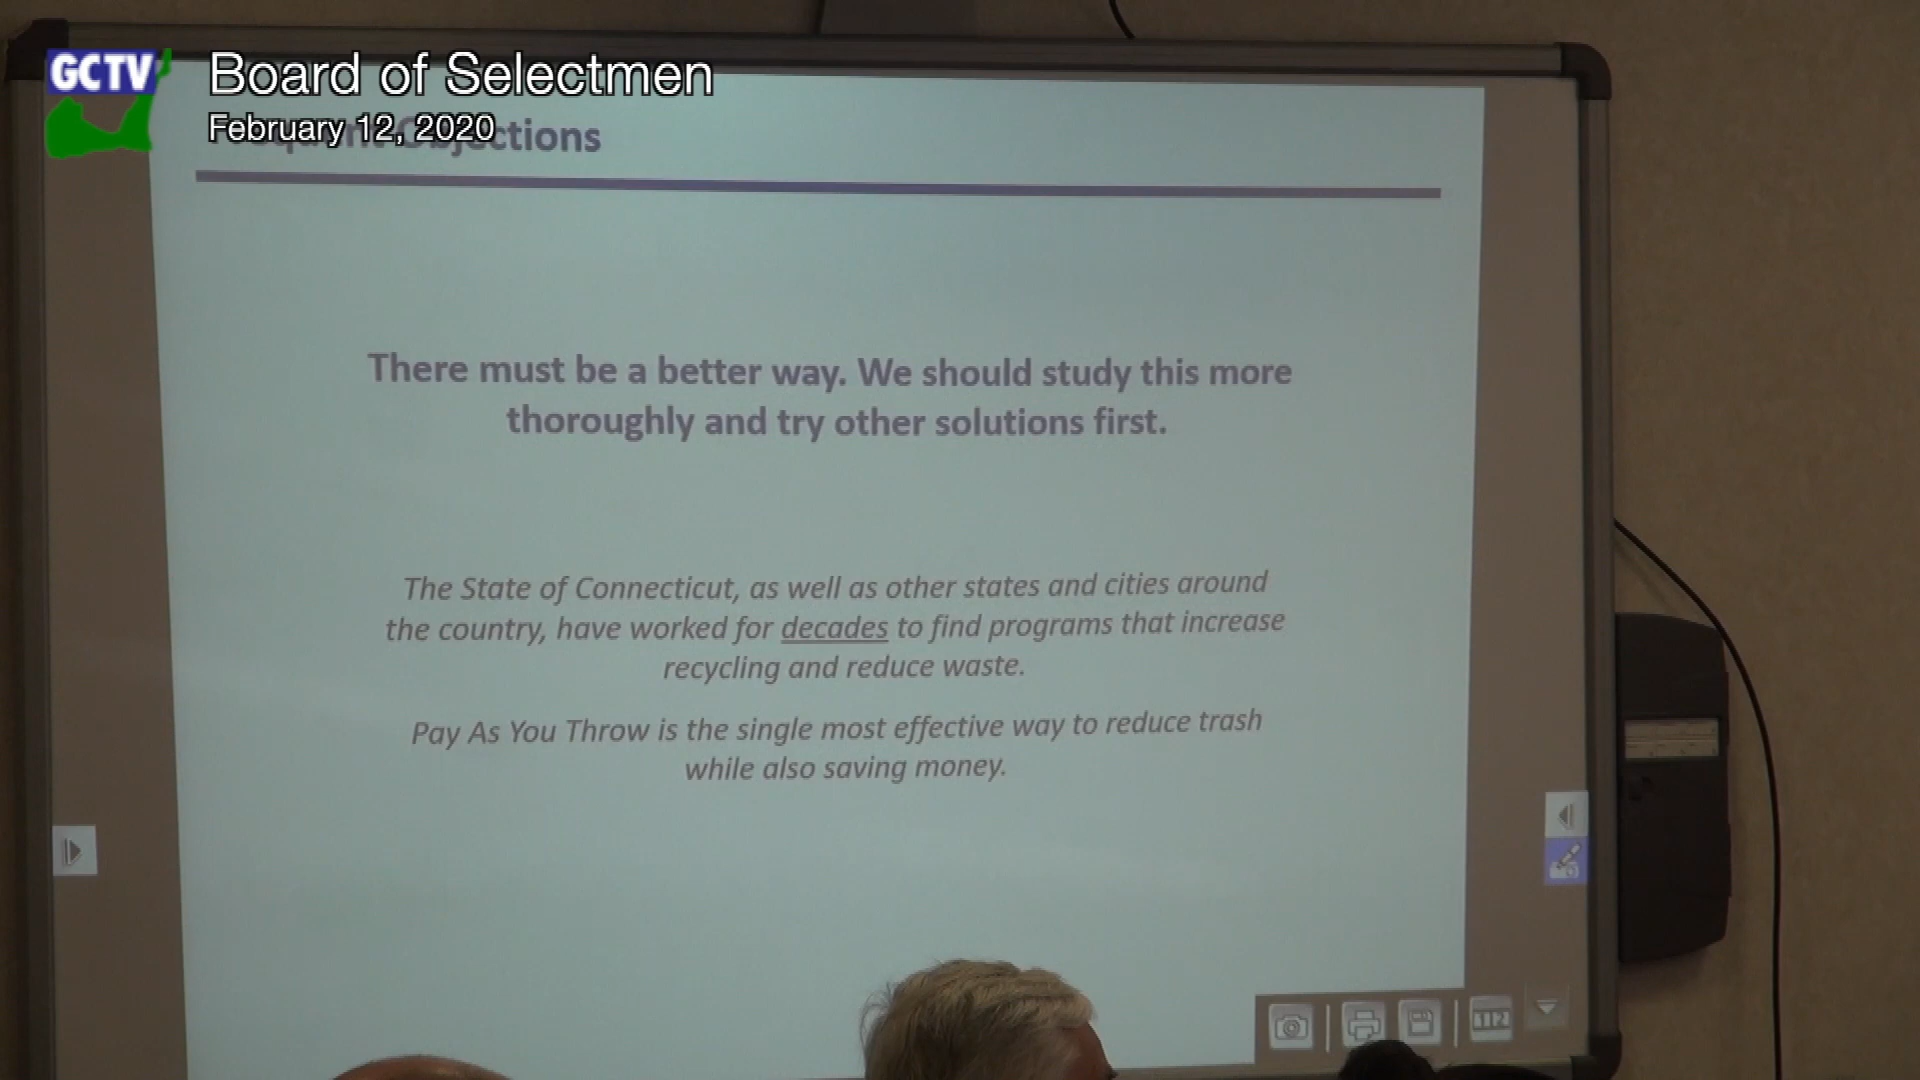 GCTV
Board of Selectmen
February 12, 2020
Objections
There must be a better way. We should study this more
thoroughly and try other solutions first.
The State of Connecticut, as well as other states and cities around
the country, have worked for decades to find programs that increase
recycling and reduce waste.
Pay As You Throw is the single most effective way to reduce trash
while also saving money.